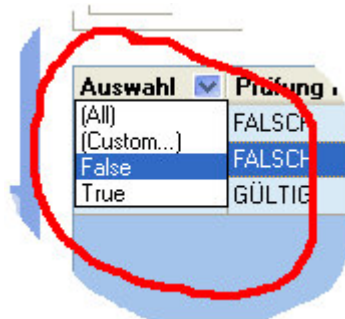 Auswahl Prüfung
(All)
(Custom...) FALSCH
False FALSCH
True GÜLTIG